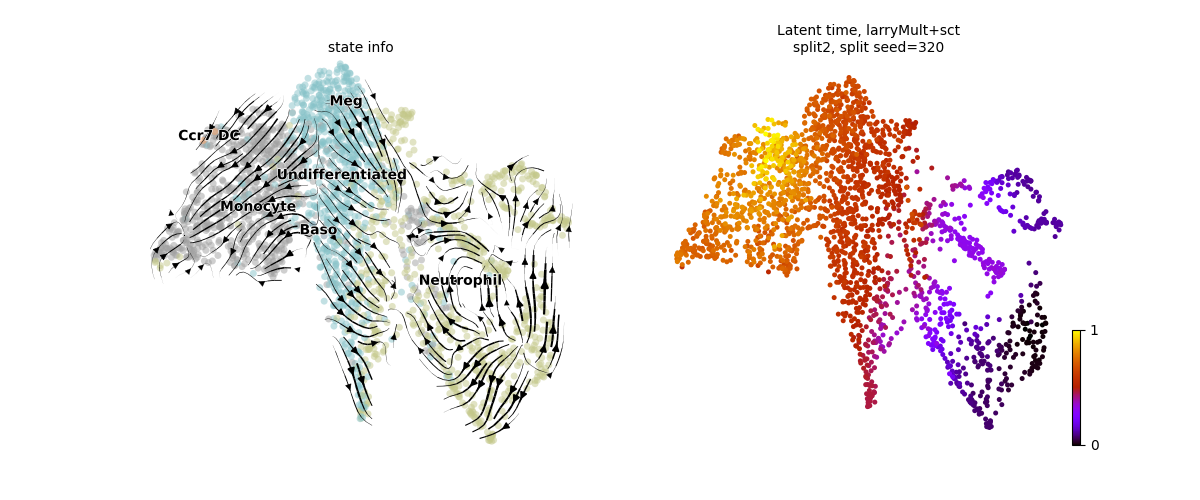 state info
Meg
Ccr7 DC
Undifferentiated
Monocyte
Baso
Neutrophil
Latent time, larryMult+sct
split2, split seed=320
1
0